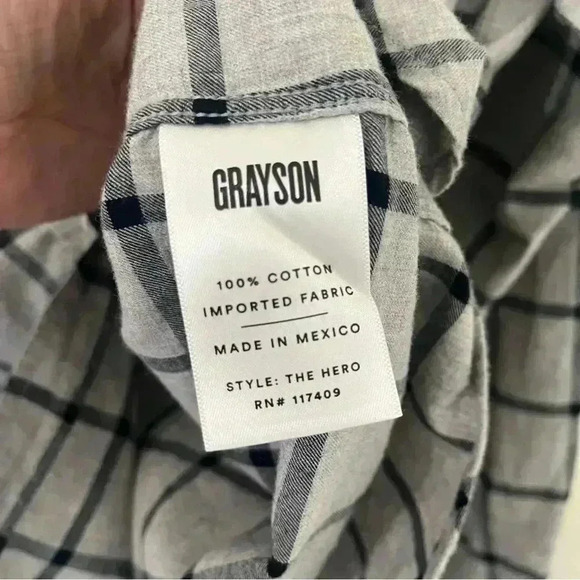 GRAYSON
100% COTTON
IMPORTED FABRIC
MADE IN MEXICO
STYLE: THE HERO
RN# 117409